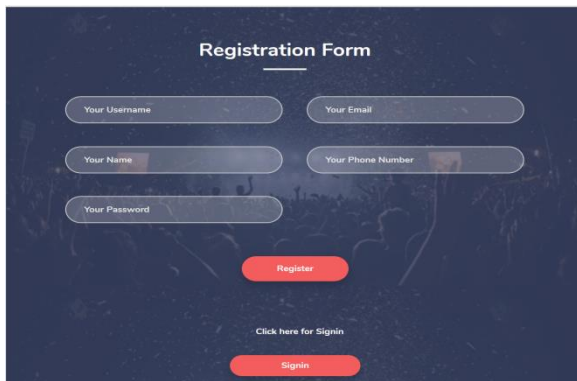 Registration Form
Your Username
Your Email
Your Name
Your Phone Number
Your Password
Register
Click here for Signin
Signin